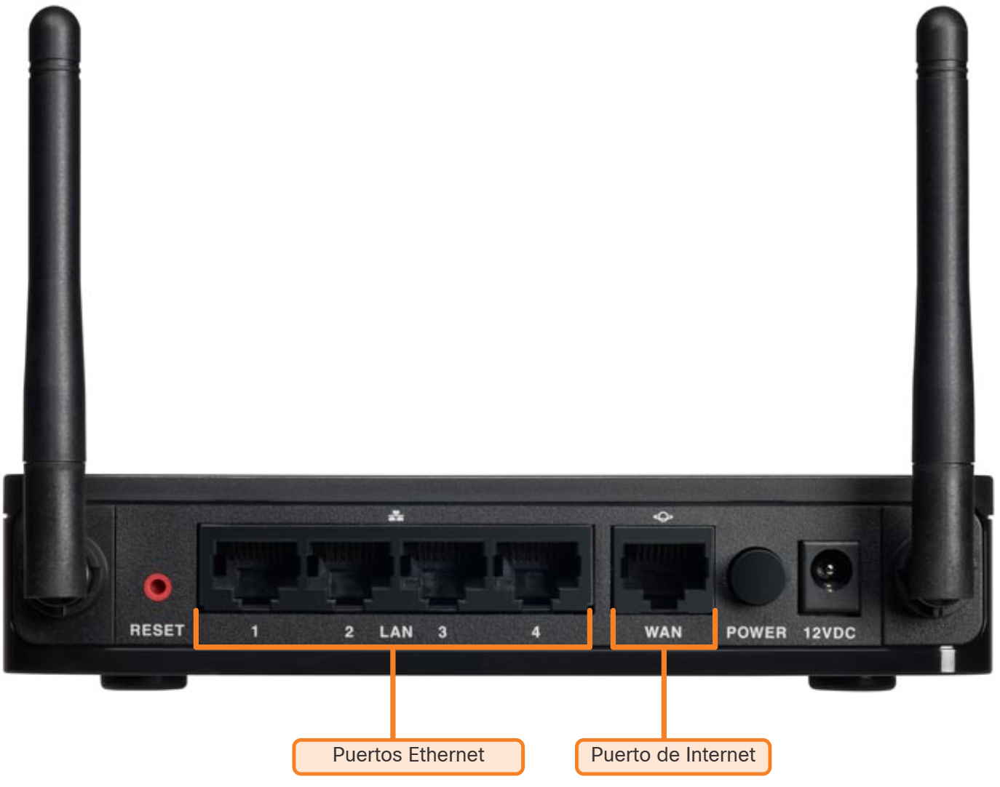 RESET
1 2 LAN 3 4
WAN
POWER
12VDC
Puertos Ethernet
Puerto de Internet